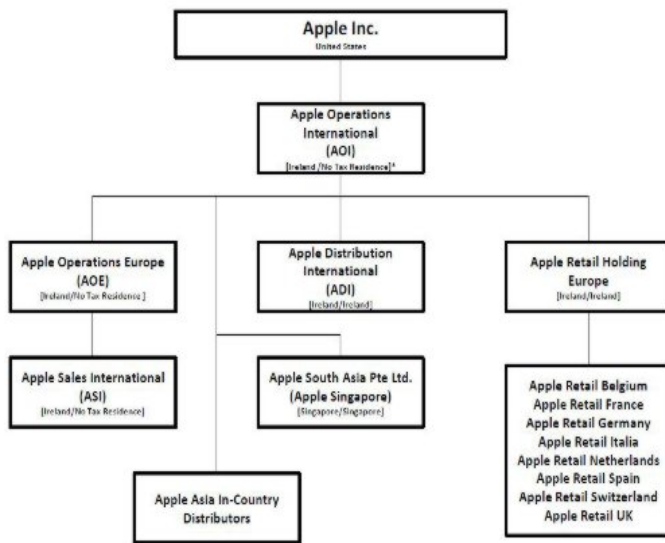 Apple Inc.
United States
Apple Operations
International
(AOI)
[Ireland /No Tax Residence]*
Apple Operations Europe
(AOE)
[Ireland/No Tax Residence ]
Apple Distribution
International
(ADI)
[Ireland/Ireland]
Apple Retail Holding
Europe
[Ireland/Ireland]
Apple Sales International
(ASI)
[Ireland/No Tax Residence]
Apple South Asia Pte Ltd.
(Apple Singapore)
[Singapore/Singapore]
Apple Retail Belgium
Apple Retail France
Apple Retail Germany
Apple Retail Italia
Apple Retail Netherlands
Apple Retail Spain
Apple Retail Switzerland
Apple Retail UK
Apple Asia In-Country
Distributors